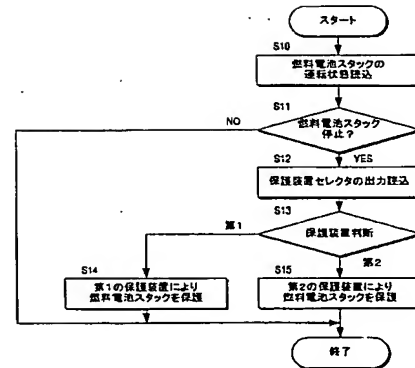 スタート
S10
燃料電池スタックの
運転状態読込
S11
燃料電池スタック
停止?
NO
YES
S12
保護装置セレクタの出力読込
S13
保護装置判断
第1
第2
S14
第1の保護装置により
燃料電池スタックを保護
S15
第2の保護装置により
燃料電池スタックを保護
終了